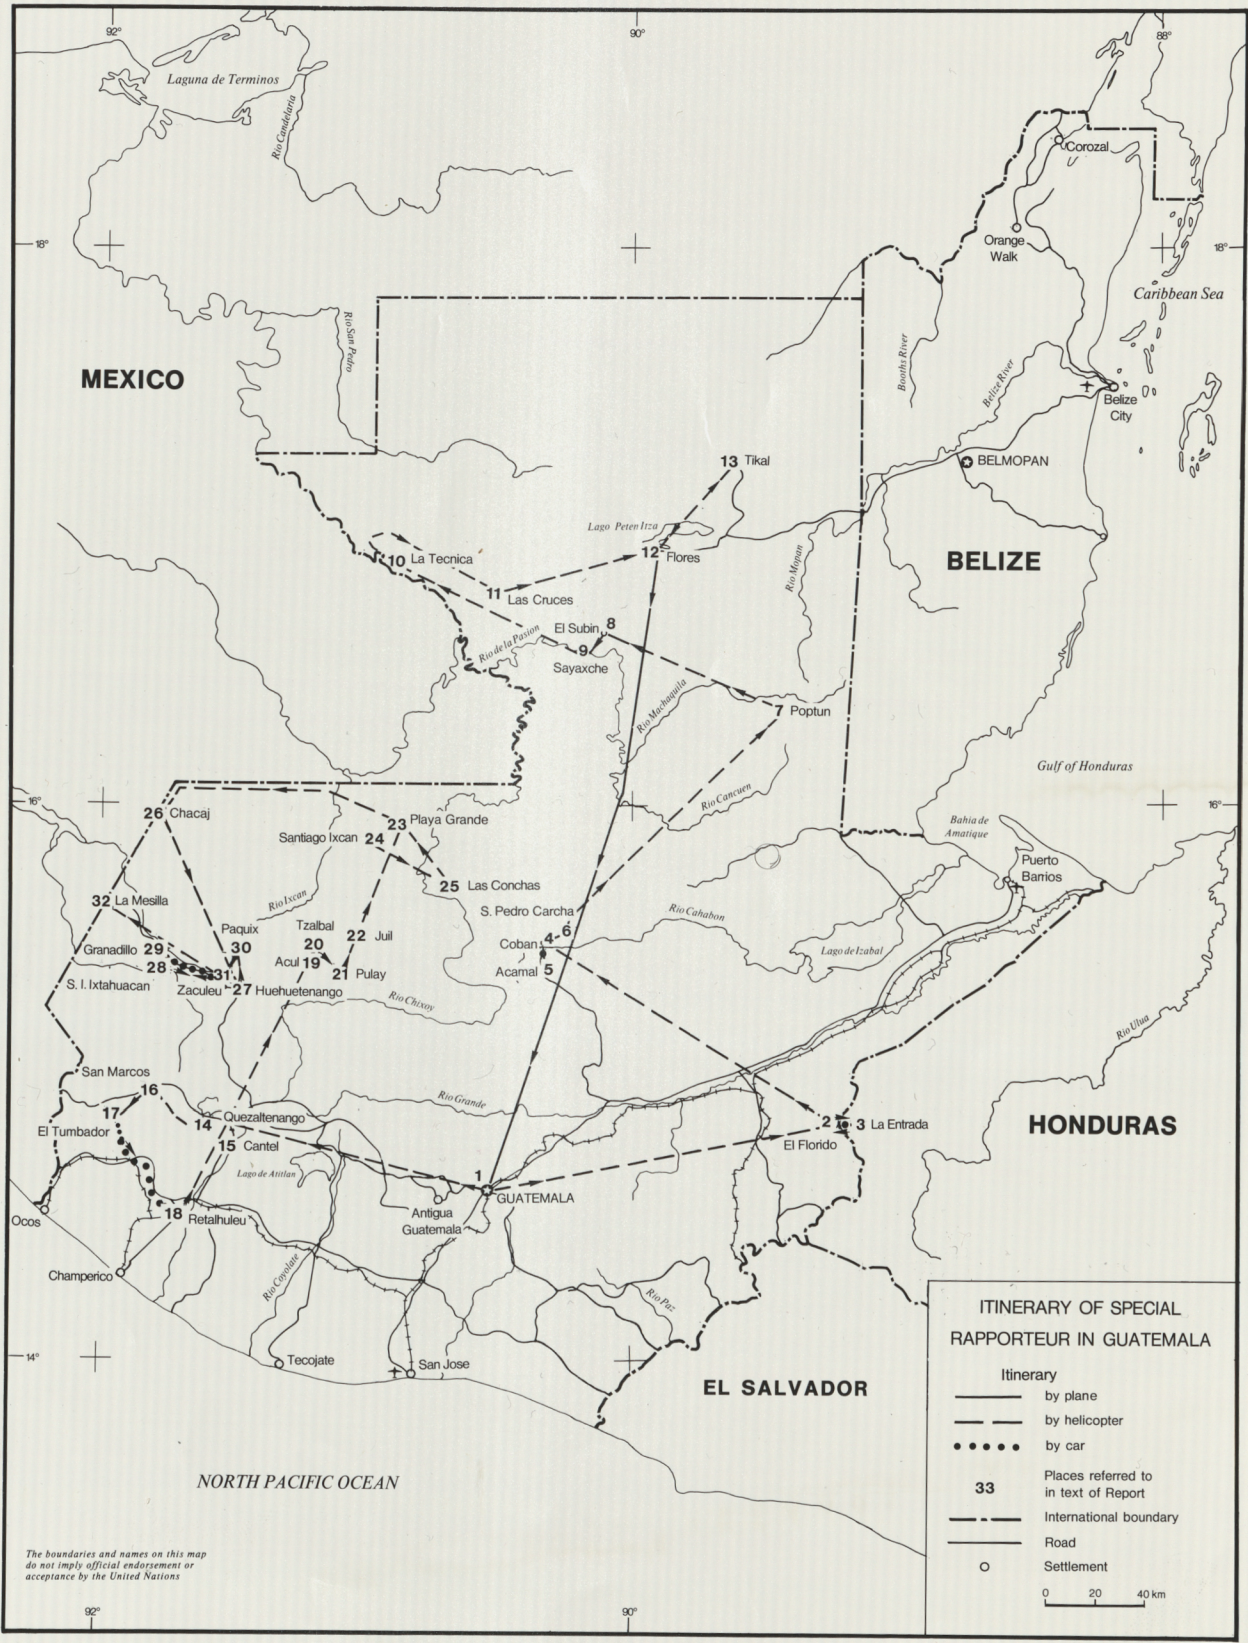 92°
90°
88°
Laguna de Terminos
Rio Candelaria
Corozal
Orange
Walk
18°
18°
Caribbean Sea
Rio San Pedro
MEXICO
Booths River
Belize River
Belize
City
13 Tikal
BELMOPAN
Lago Peten Itza
10 La Tecnica
12 Flores
BELIZE
Rio Mopan
11 Las Cruces
El Subin 8
Rio de la Pasion
9
Sayaxche
Rio Machaquila
7 Poptun
Gulf of Honduras
16°
16°
Rio Cancuen
26 Chacaj
23 Playa Grande
Santiago Ixcan 24
Bahia de
Amatique
Puerto
Barrios
25 Las Conchas
32 La Mesilla
Rio Ixcan
S. Pedro Carcha
Rio Cahabon
Paquix
Tzalbal
22 Juil
6
Granadillo 29
30
20
Coban 4
Lago de Izabal
28
31
Acul 19
21 Pulay
Acamal 5
S. I. Ixtahuacan
Zaculeu
27 Huehuetenango
Rio Chixoy
Rio Ulua
San Marcos
16
Rio Grande
17
14
Quezaltenango
2
3 La Entrada
HONDURAS
El Tumbador
15 Cantel
El Florido
Lago de Atitlan
1
GUATEMALA
Ocos
18
Retalhuleu
Antigua
Guatemala
Champerico
Rio Coyolate
Rio Paz
14°
Tecojate
San Jose
EL SALVADOR
NORTH PACIFIC OCEAN
ITINERARY OF SPECIAL
RAPPORTEUR IN GUATEMALA
Itinerary
by plane
by helicopter
by car
33
Places referred to
in text of Report
International boundary
Road
Settlement
0 20 40 km
The boundaries and names on this map
do not imply official endorsement or
acceptance by the United Nations
92°
90°